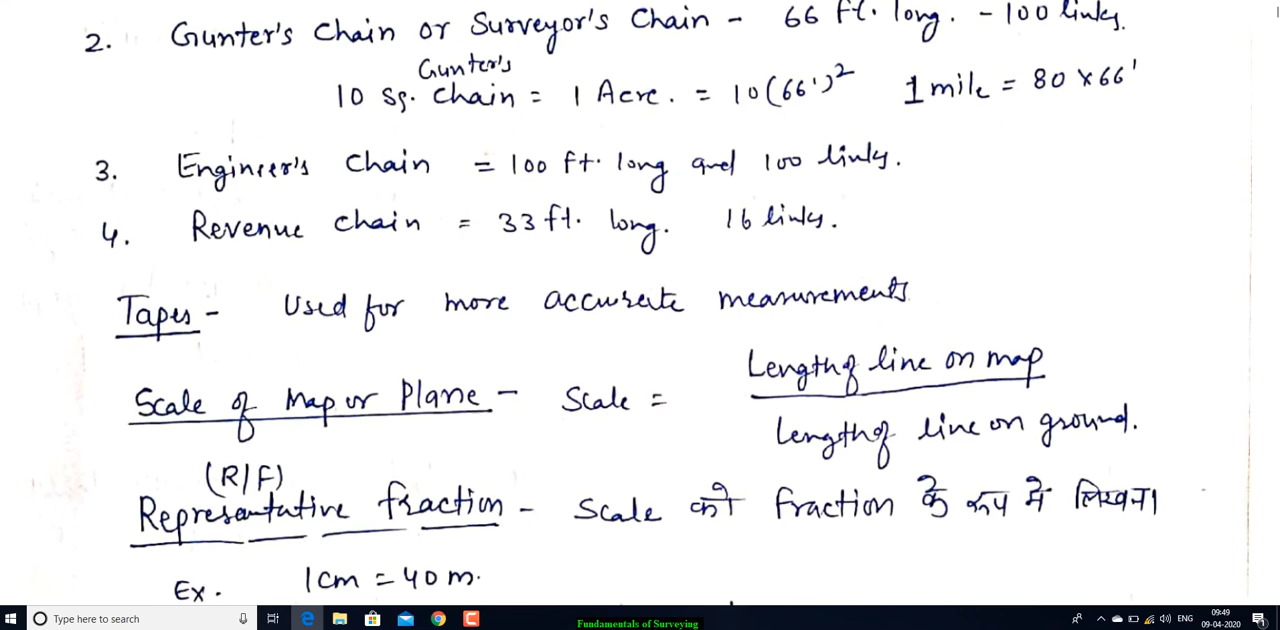 2. Gunter's Chain or Surveyor's Chain - 66 ft. long. - 100 links.
Gunter's
10 Sq. Chain = 1 Acre. = 10(66')² 1 mile = 80 × 66'
3. Engineer's Chain = 100 ft. long and 100 links.
4. Revenue Chain = 33 ft. long. 16 links.
Tapes - Used for more accurate measurements
Scale of Map or Plane - Scale = Length of line on map
Length of line on ground.
(R/F)
Representative fraction - Scale को fraction के रूप में लिखना।
Ex. 1 cm = 40 m.
Type here to search
ENG
09:49
09-04-2020
1
Fundamentals of Surveying